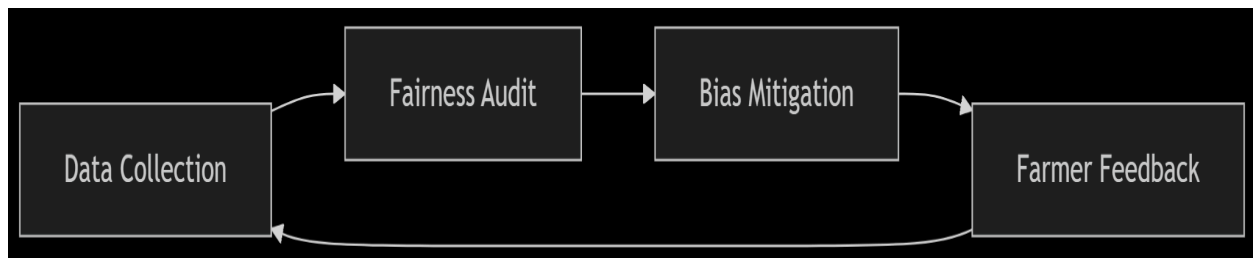 Data Collection
Fairness Audit
Bias Mitigation
Farmer Feedback